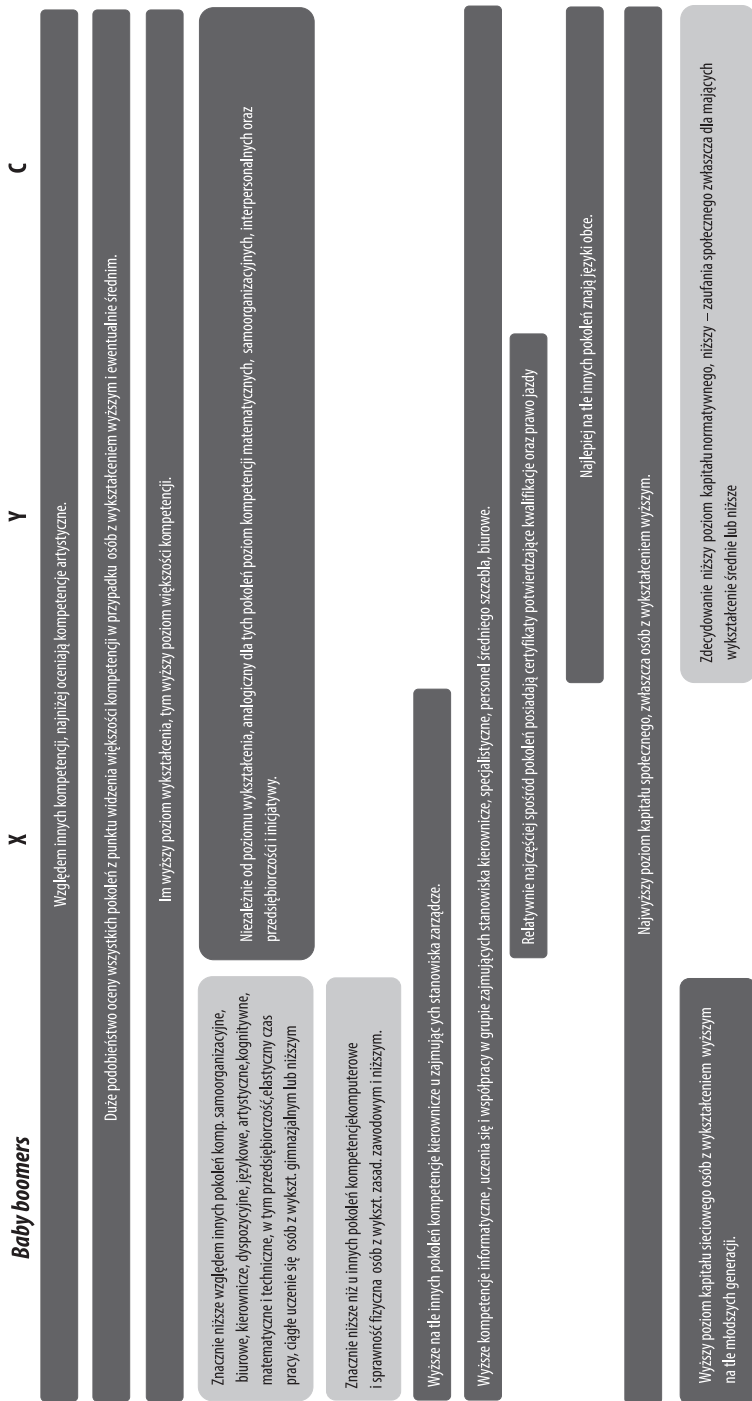 Baby boomers
X
Y
C
Względem innych kompetencji, najniżej oceniają kompetencje artystyczne.
Duże podobieństwo oceny wszystkich pokoleń z punktu widzenia większości kompetencji w przypadku osób z wykształceniem wyższym i ewentualnie średnim.
Im wyższy poziom wykształcenia, tym wyższy poziom większości kompetencji.
Znacznie niższe względem innych pokoleń komp. samoorganizacyjne,
biurowe, kierownicze, dyspozycyjne, językowe, artystyczne,kognitywne,
matematyczne i techniczne, w tym przedsiębiorczość,elastyczny czas
pracy, ciągłe uczenie się osób z wykszt. gimnazjalnym lub niższym
Niezależnie od poziomu wykształcenia, analogiczny dla tych pokoleń poziom kompetencji matematycznych, samoorganizacyjnych, interpersonalnych oraz
przedsiębiorczości i inicjatywy.
Znacznie niższe niż u innych pokoleń kompetencjekomputerowe
i sprawność fizyczna osób z wykszt. zasad. zawodowym i niższym.
Wyższe na tle innych pokoleń kompetencje kierownicze u zajmując ych stanowiska zarządcze.
Wyższe kompetencje informatyczne, uczenia się i współpracy w grupie zajmujących stanowiska kierownicze, specjalistyczne, personel średniego szczebla, biurowe.
Relatywnie najczęściej spośród pokoleń posiadają certyfikaty potwierdzające kwalifikacje oraz prawo jazdy
Najlepiej na tle innych pokoleń znają języki obce.
Najwyższy poziom kapitału społecznego, zwłaszcza osób z wykształceniem wyższym.
Wyższy poziom kapitału sieciowego osób z wykształceniem wyższym
na tle młodszych generacji.
Zdecydowanie niższy poziom kapitału normatywnego, niższy – zaufania społecznego zwłaszcza dla mających
wykształcenie średnie lub niższe